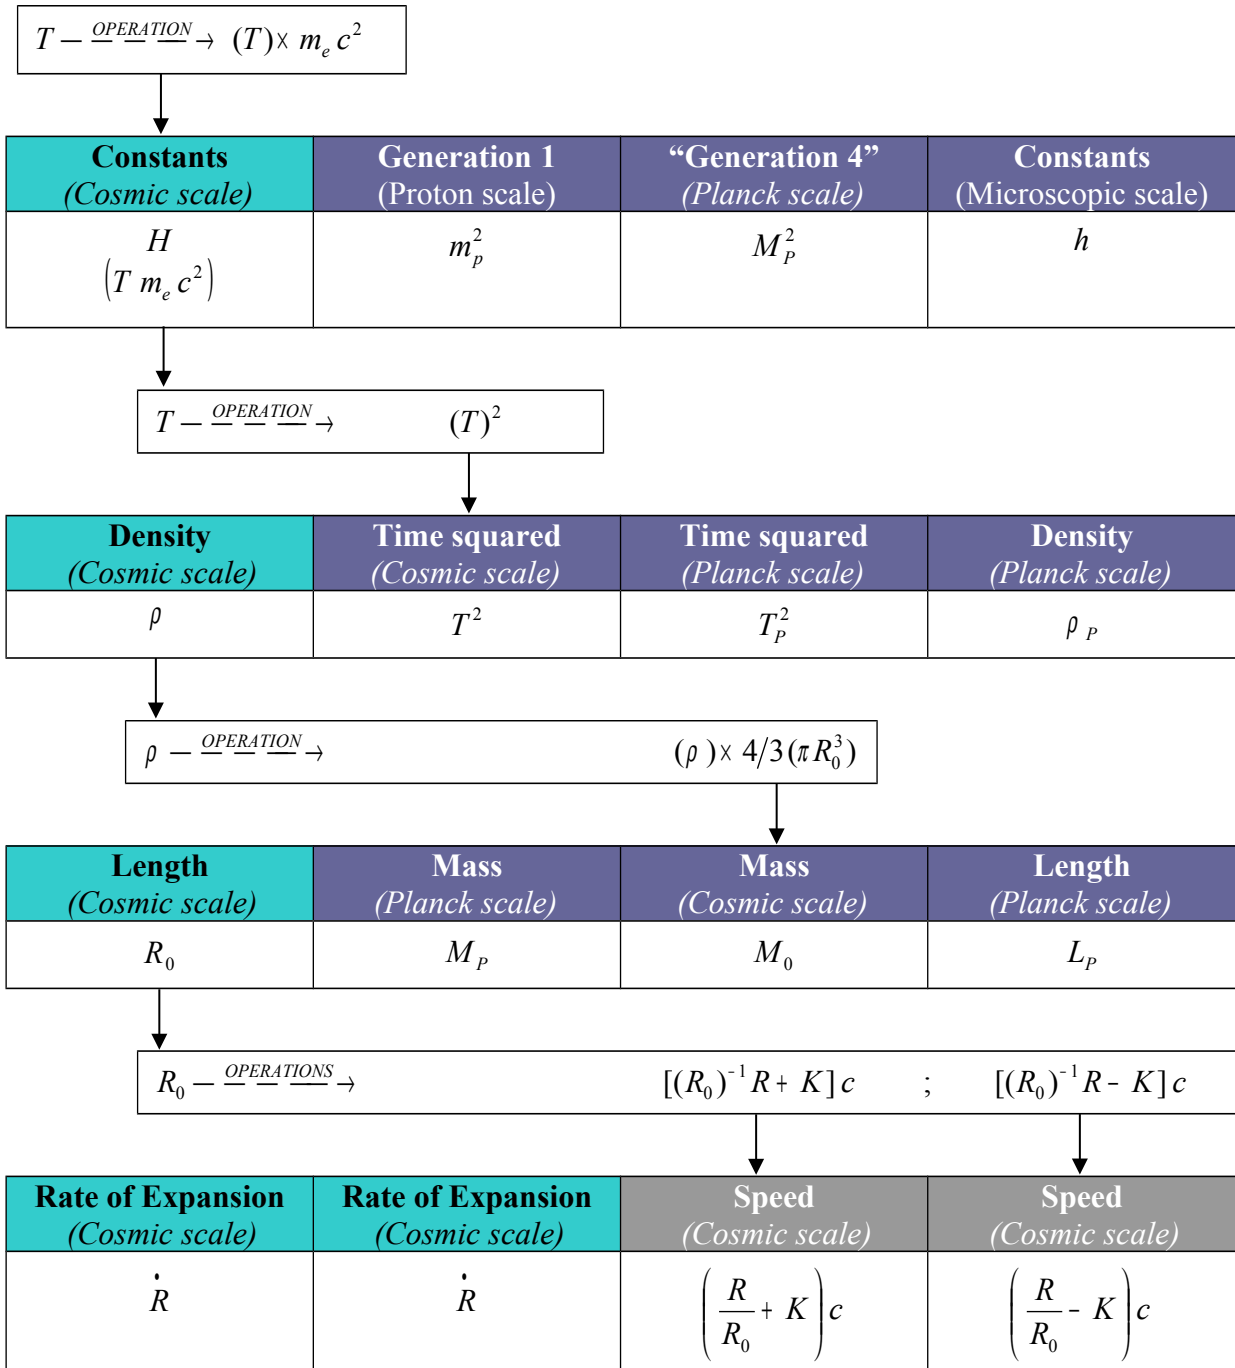 T — OPERATION → (T) × m_e c^2
Constants Generation 1 “Generation 4” Constants
(Cosmic scale) (Proton scale) (Planck scale) (Microscopic scale)
H m_p^2 M_P^2 h
(T m_e c^2)
T — OPERATION → (T)^2
Density Time squared Time squared Density
(Cosmic scale) (Cosmic scale) (Planck scale) (Planck scale)
ρ T^2 T_P^2 ρ_P
ρ — OPERATION → (ρ) × 4/3(π R_0^3)
Length Mass Mass Length
(Cosmic scale) (Planck scale) (Cosmic scale) (Planck scale)
R_0 M_P M_0 L_P
R_0 — OPERATIONS → [(R_0)^-1 R + K] c ; [(R_0)^-1 R - K] c
Rate of Expansion Rate of Expansion Speed Speed
(Cosmic scale) (Cosmic scale) (Cosmic scale) (Cosmic scale)
Ṙ Ṙ (R/R_0 + K) c (R/R_0 - K) c